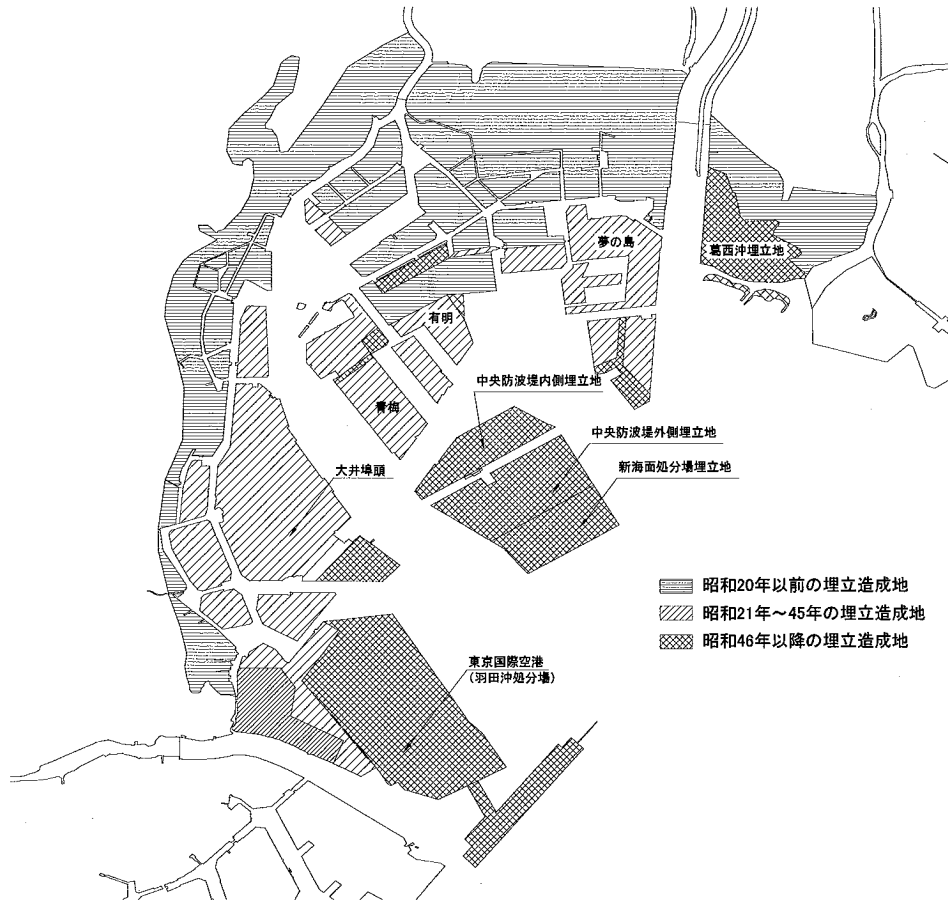 夢の島
葛西沖埋立地
有明
中央防波堤内側埋立地
青梅
中央防波堤外側埋立地
新海面処分場埋立地
大井埠頭
昭和20年以前の埋立造成地
昭和21年～45年の埋立造成地
昭和46年以降の埋立造成地
東京国際空港
(羽田沖処分場)